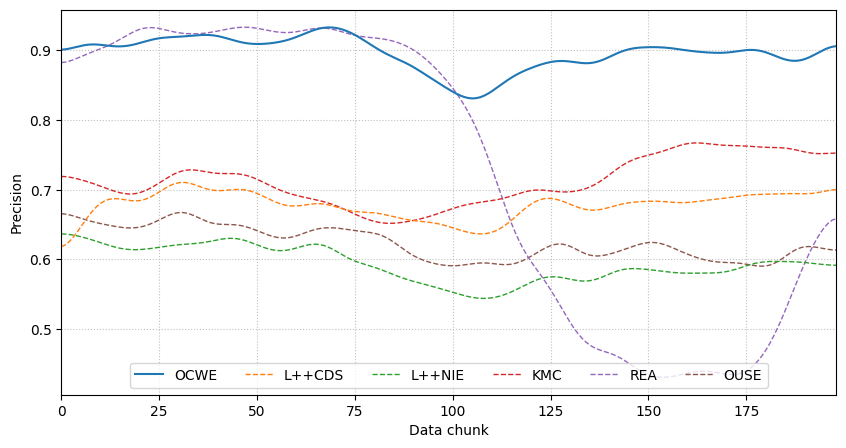 Precision
0.9
0.8
0.7
0.6
0.5
OCWE L++CDS L++NIE KMC REA OUSE
0 25 50 75 100 125 150 175
Data chunk